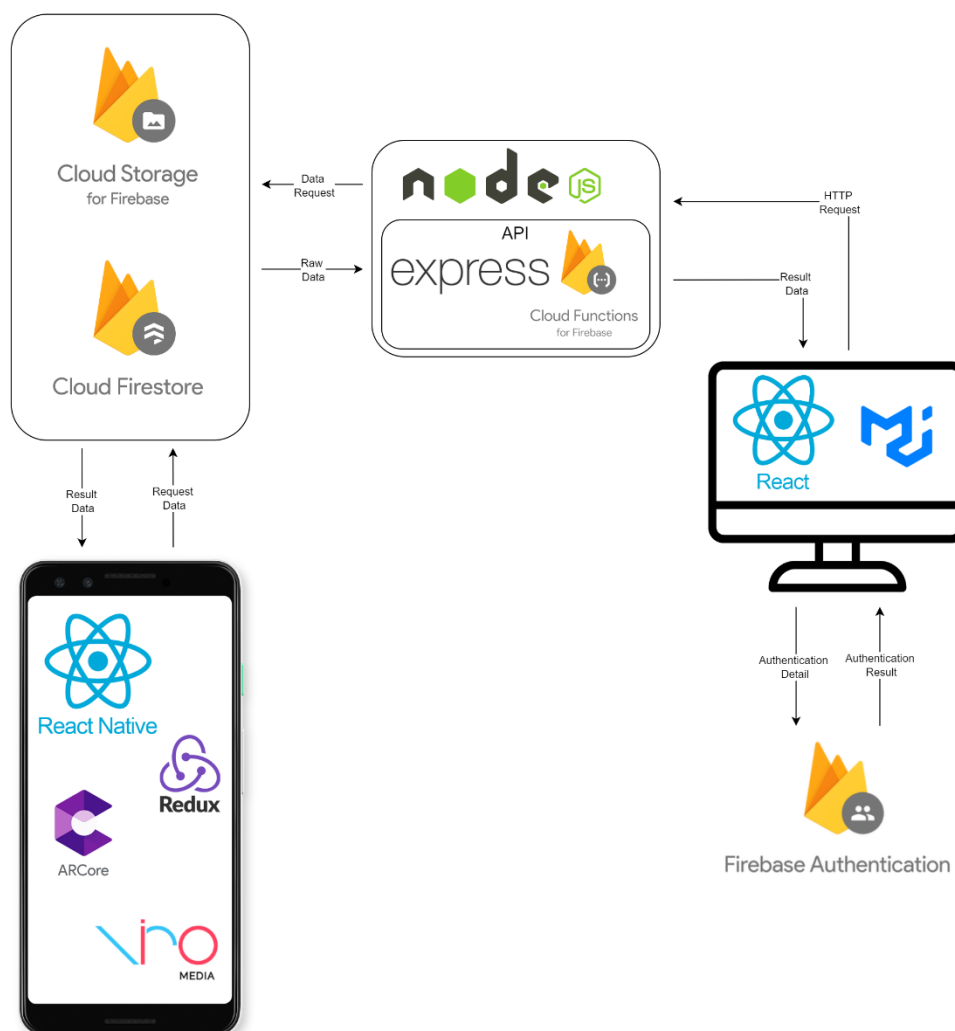 Cloud Storage
for Firebase
Cloud Firestore
Data
Request
Raw
Data
node
JS
API
express
Cloud Functions
for Firebase
HTTP
Request
Result
Data
React
Result
Data
Request
Data
React Native
Redux
ARCore
viro
MEDIA
Authentication
Detail
Authentication
Result
Firebase Authentication